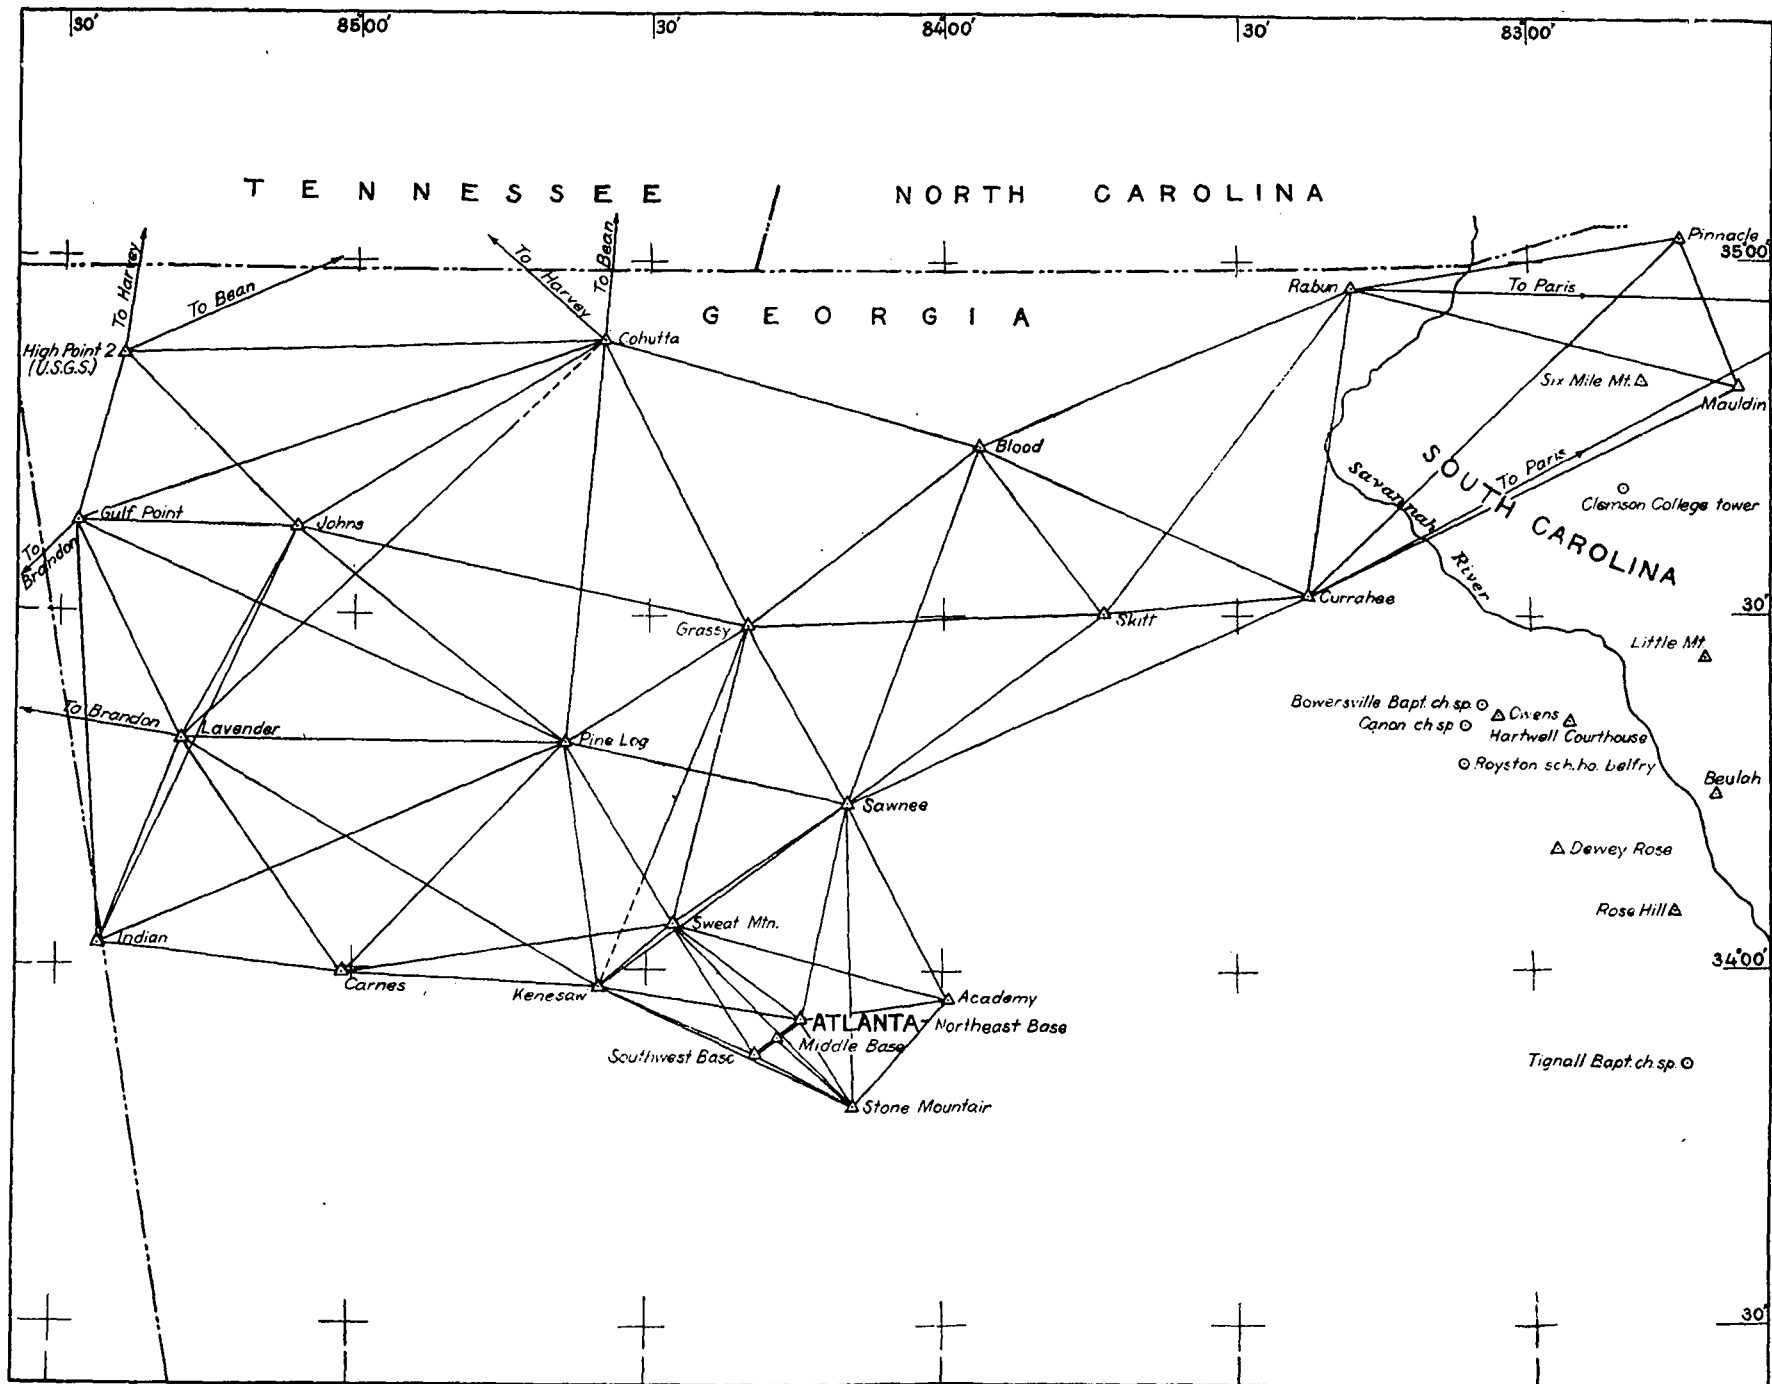 30'
85°00'
30'
84°00'
30'
83°00'
TENNESSEE
NORTH CAROLINA
Pinnacle
35°00'
To Harvey
To Bean
To Harvey
To Bean
Rabun
To Paris
GEORGIA
High Point 2
(U.S.G.S.)
Cohutta
Six Mile Mt.
Mauldin
Blood
SOUTH CAROLINA
To Paris
Savannah River
Clemson College tower
Gulf Point
Johns
To Brandon
Grassy
Skitt
Currahee
30'
Little Mt.
To Brandon
Lavender
Pine Log
Bowersville Bapt. ch. sp.
Owens
Canon ch sp
Hartwell Courthouse
Royston sch. ho. belfry
Beulah
Sawnee
Dewey Rose
Rose Hill
Sweat Mtn.
Indian
34°00'
Carnes
Kenesaw
Academy
ATLANTA
Northeast Base
Middle Base
Southwest Base
Tignall Bapt. ch. sp.
Stone Mountain
30'